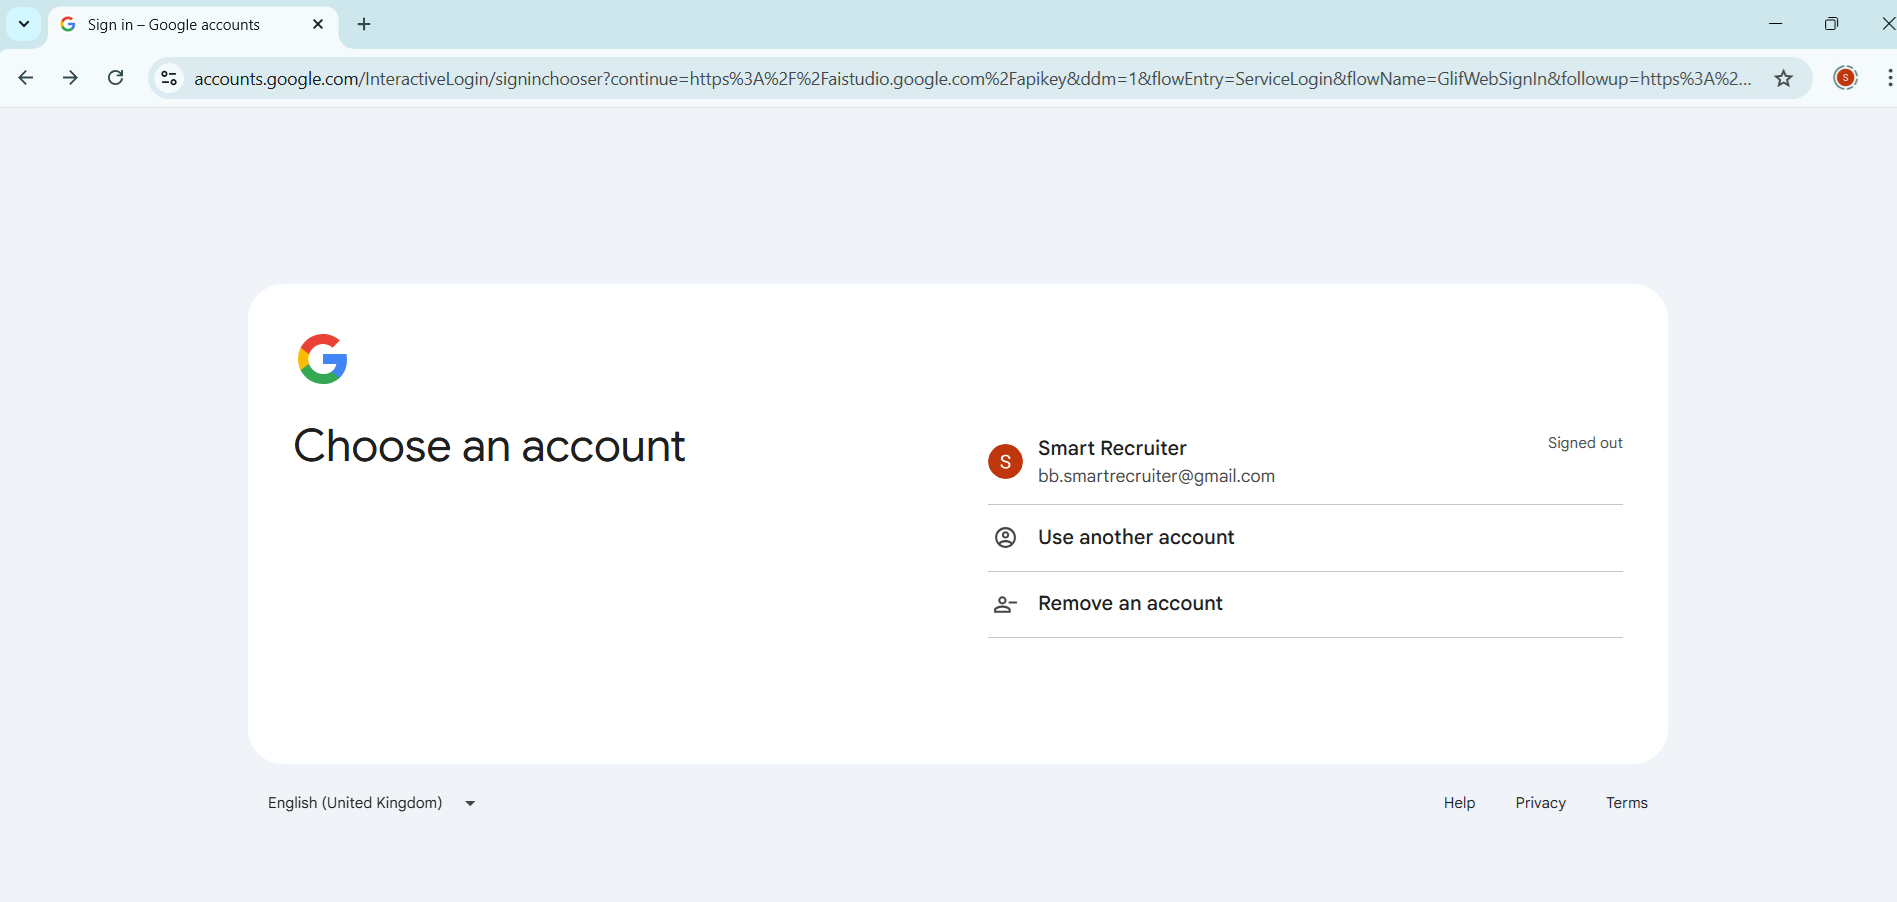 Sign in – Google accounts
accounts.google.com/InteractiveLogin/signinchooser?continue=https%3A%2F%2Faistudio.google.com%2Fapikey&ddm=1&flowEntry=ServiceLogin&flowName=GlifWebSignIn&followup=https%3A%2...
S
Choose an account
S
Smart Recruiter
Signed out
bb.smartrecruiter@gmail.com
Use another account
Remove an account
English (United Kingdom)
Help
Privacy
Terms